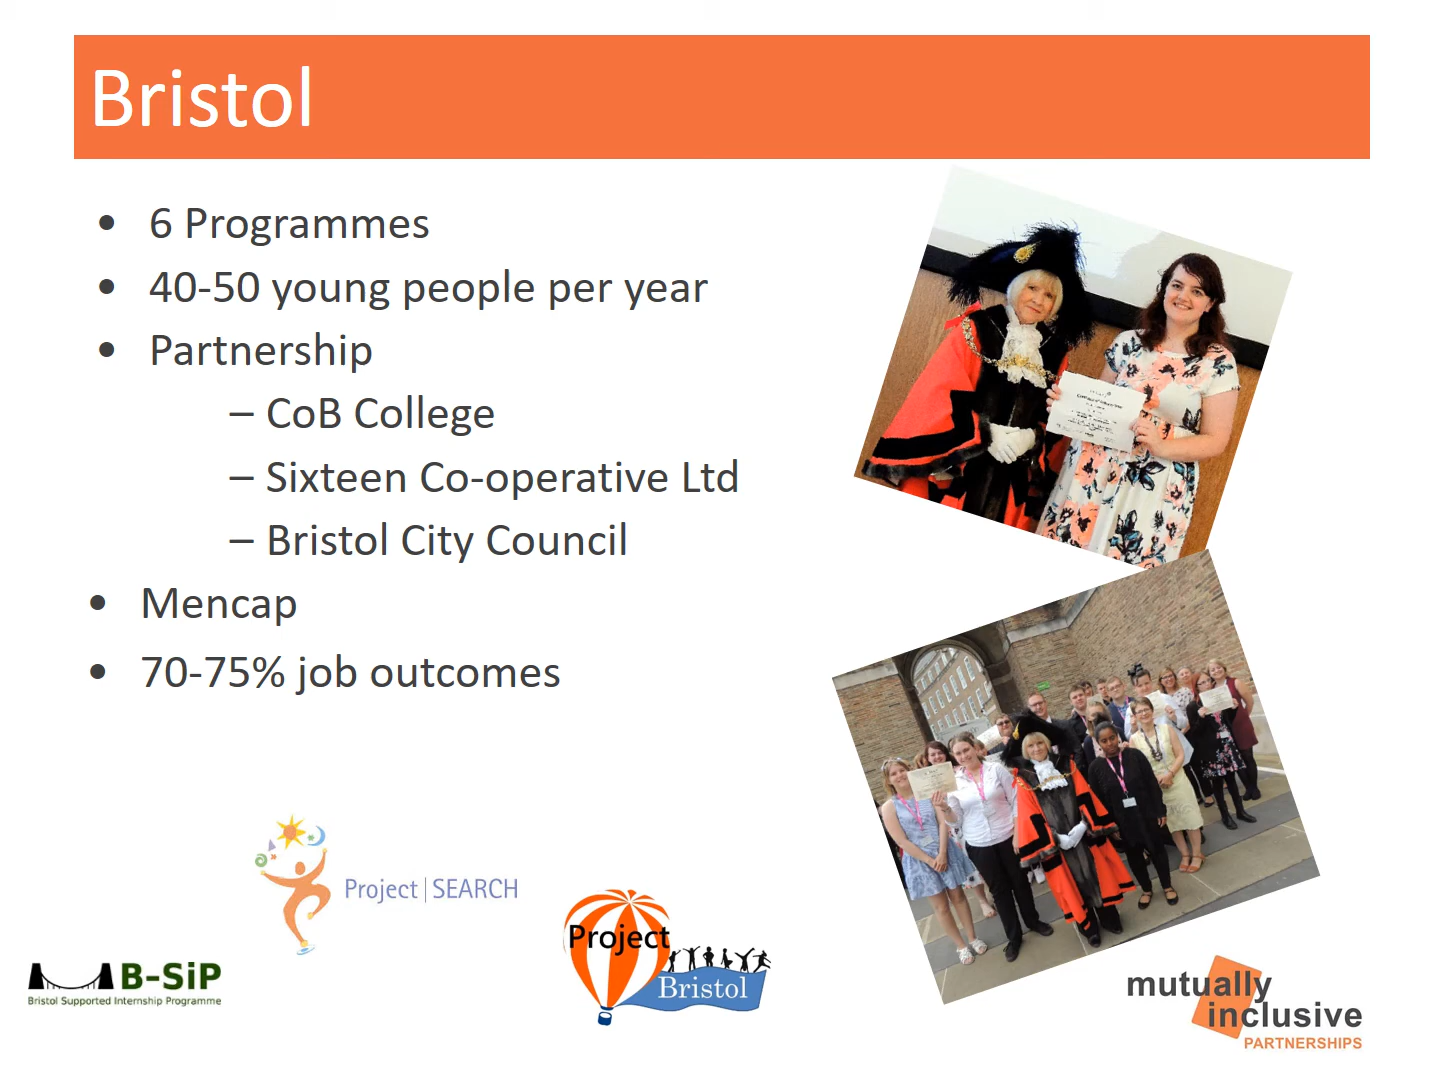 Bristol
• 6 Programmes
• 40-50 young people per year
• Partnership
– CoB College
– Sixteen Co-operative Ltd
– Bristol City Council
• Mencap
• 70-75% job outcomes
Project|SEARCH
Project
Bristol
B-SiP
Bristol Supported Internship Programme
mutually
inclusive
PARTNERSHIPS